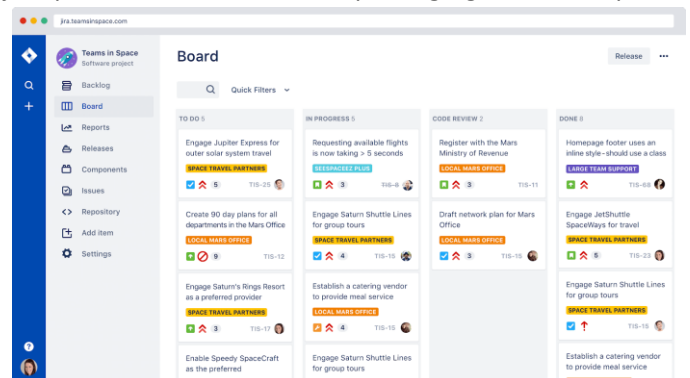 jira.teamsinspace.com
Teams in Space
Software project
Backlog
Board
Reports
Releases
Components
Issues
Repository
Add item
Settings
Board
Release
Quick Filters
TO DO 5
Engage Jupiter Express for
outer solar system travel
SPACE TRAVEL PARTNERS
5
TIS-25
Create 90 day plans for all
departments in the Mars Office
LOCAL MARS OFFICE
9
TIS-12
Engage Saturn's Rings Resort
as a preferred provider
SPACE TRAVEL PARTNERS
3
TIS-17
Enable Speedy SpaceCraft
as the preferred
IN PROGRESS 5
Requesting available flights
is now taking > 5 seconds
SEESPACEEZ PLUS
3
TIS-8
Engage Saturn Shuttle Lines
for group tours
SPACE TRAVEL PARTNERS
4
TIS-15
Establish a catering vendor
to provide meal service
LOCAL MARS OFFICE
4
TIS-15
Engage Saturn Shuttle Lines
for group tours
CODE REVIEW 2
Register with the Mars
Ministry of Revenue
LOCAL MARS OFFICE
3
TIS-11
Draft network plan for Mars
Office
LOCAL MARS OFFICE
3
TIS-15
DONE 8
Homepage footer uses an
inline style-should use a class
LARGE TEAM SUPPORT
TIS-68
Engage JetShuttle
SpaceWays for travel
SPACE TRAVEL PARTNERS
5
TIS-23
Engage Saturn Shuttle Lines
for group tours
SPACE TRAVEL PARTNERS
TIS-15
Establish a catering vendor
to provide meal service